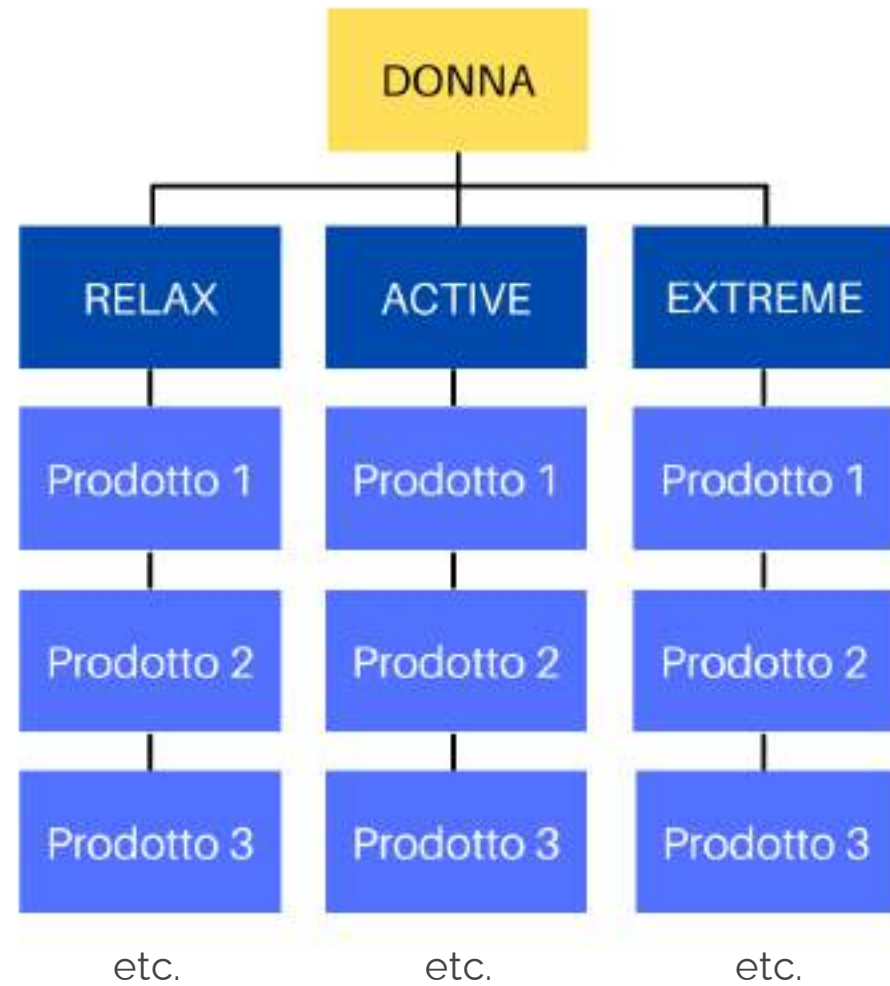 DONNA
RELAX
ACTIVE
EXTREME
Prodotto 1
Prodotto 1
Prodotto 1
Prodotto 2
Prodotto 2
Prodotto 2
Prodotto 3
Prodotto 3
Prodotto 3
etc.
etc.
etc.